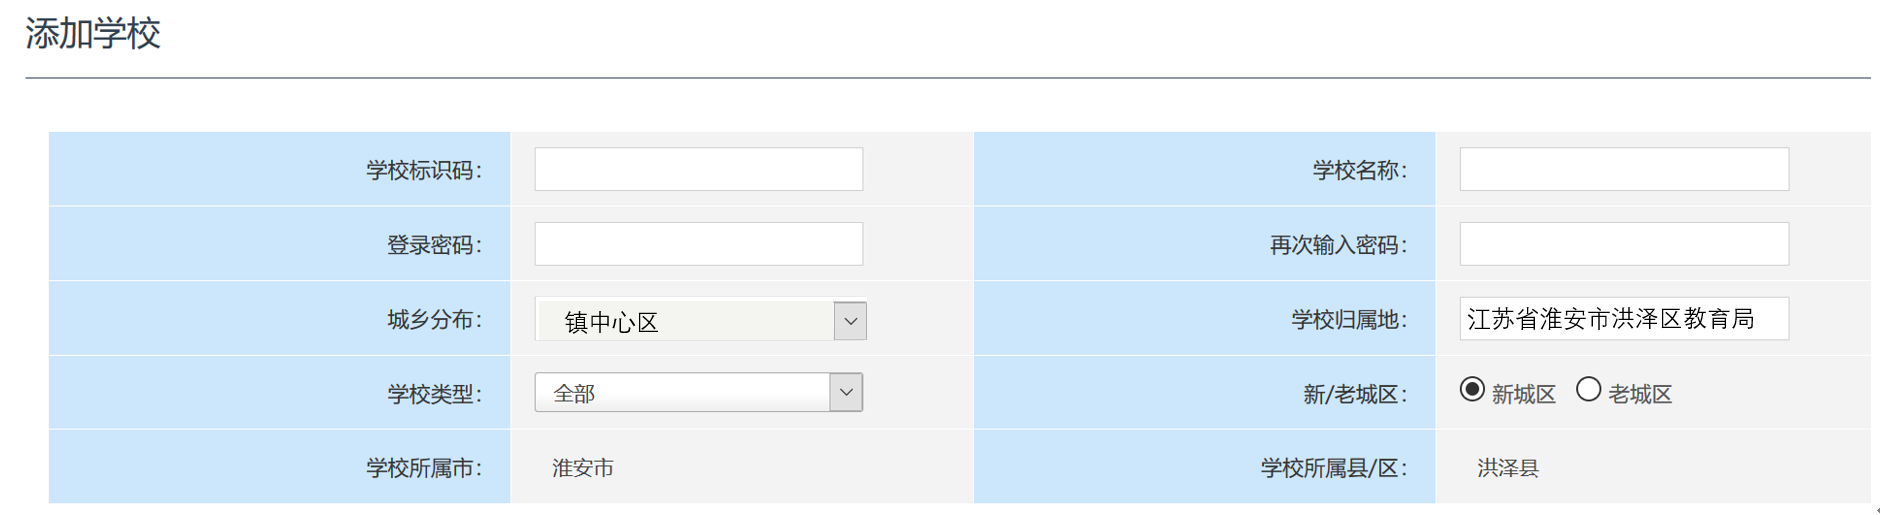 添加学校
学校标识码： 学校名称：
登录密码： 再次输入密码：
城乡分布： 镇中心区 学校归属地： 江苏省淮安市洪泽区教育局
学校类型： 全部 新/老城区： 新城区 老城区
学校所属市： 淮安市 学校所属县/区： 洪泽县